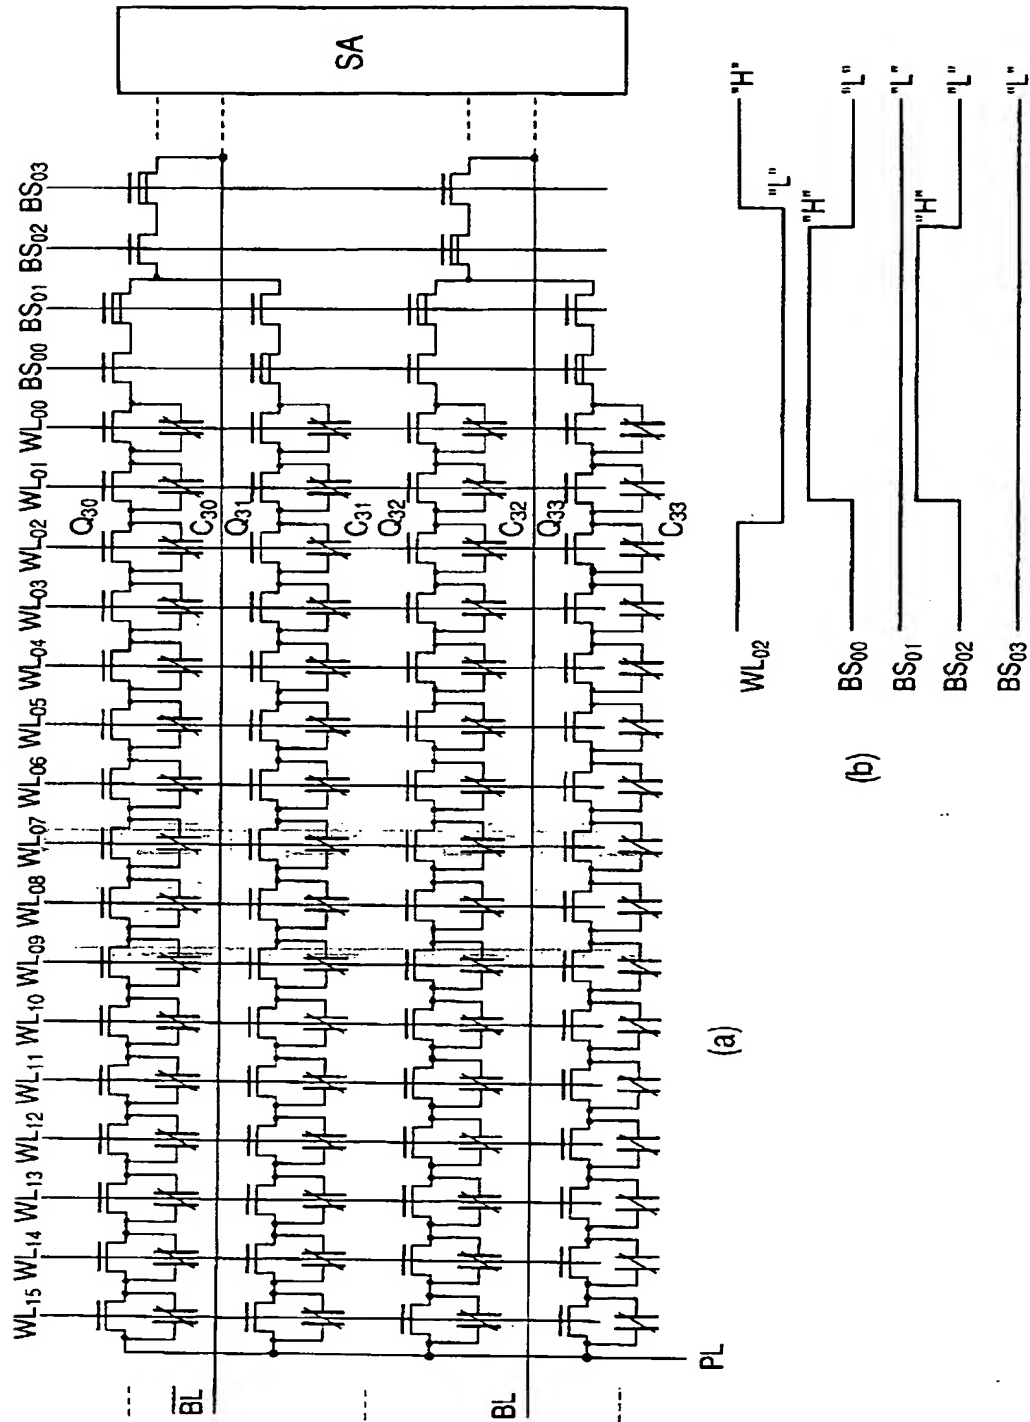 SA
WL15 WL14 WL13 WL12 WL11 WL10 WL09 WL08 WL07 WL06 WL05 WL04 WL03 WL02 WL01 WL00 BS00 BS01 BS02 BS03
Q30
C30
Q31
C31
Q32
C32
Q33
C33
B̅L̅
BL
PL
(a)
WL02 "L" "H"
BS00 "H" "L"
BS01 "L"
BS02 "H" "L"
BS03 "L"
(b)